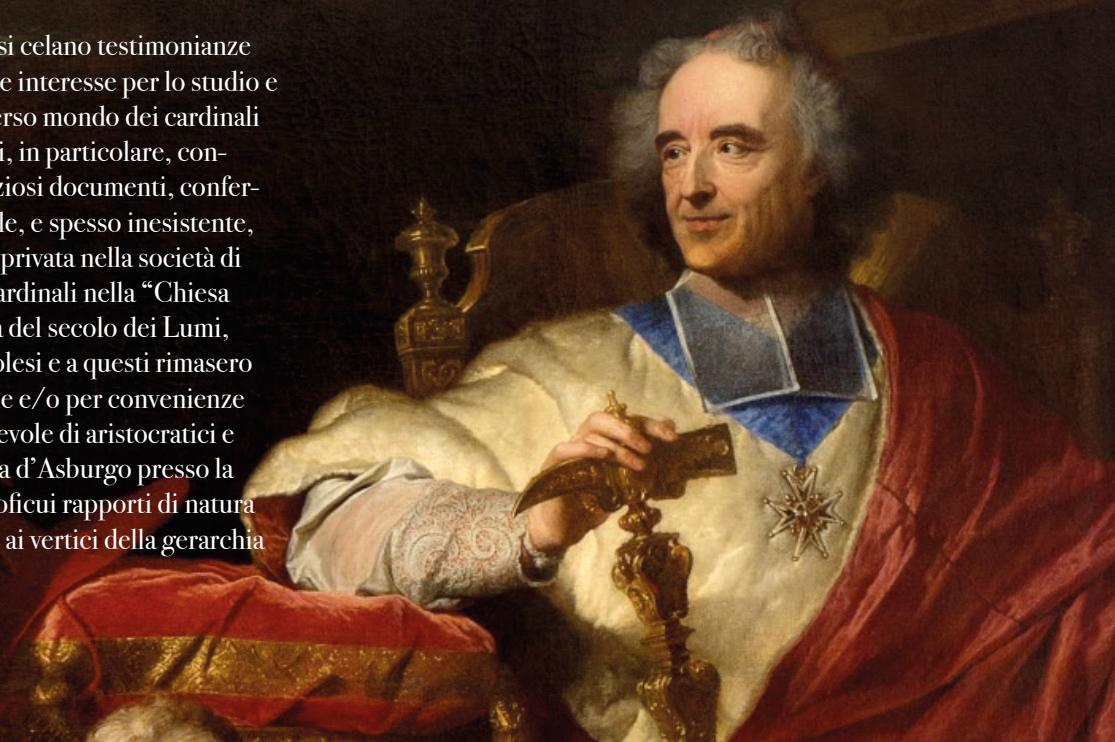 si celano testimonianze
e interesse per lo studio e
erso mondo dei cardinali
i, in particolare, con-
ziosi documenti, confer-
le, e spesso inesistente,
privata nella società di
ardinali nella “Chiesa
a del secolo dei Lumi,
olesi e a questi rimasero
e e/o per convenienze
evole di aristocratici e
a d’Asburgo presso la
oficui rapporti di natura
ai vertici della gerarchia